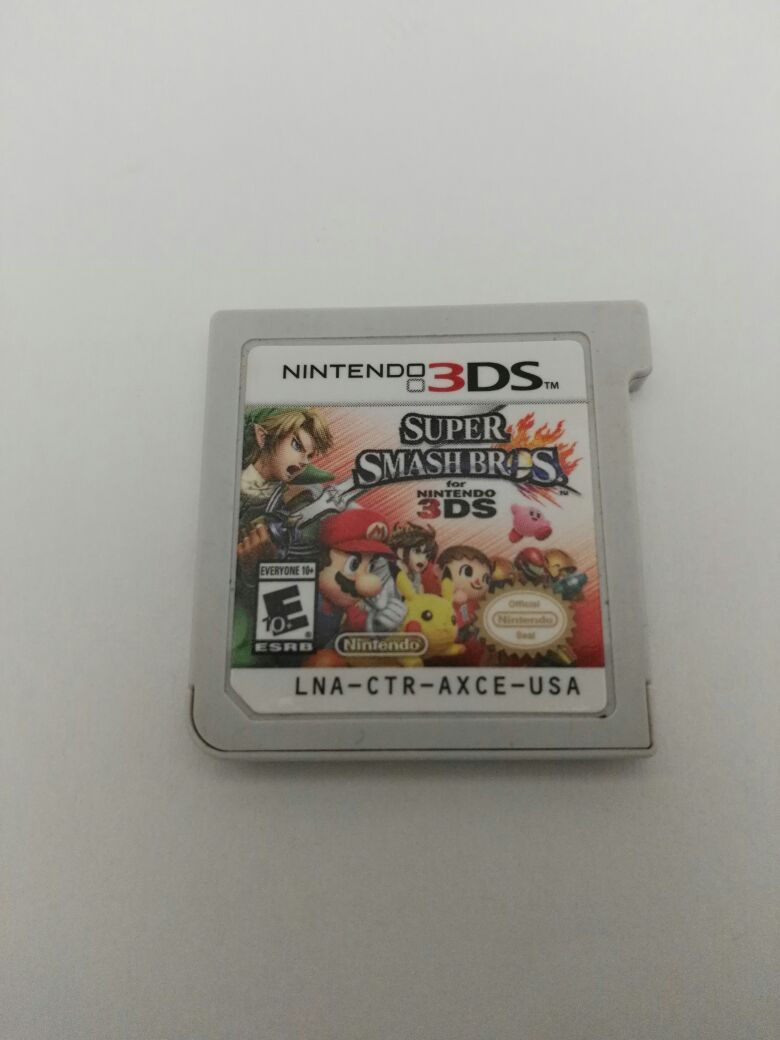 NINTENDO 3DS™
SUPER
SMASH BROS.™
for
NINTENDO
3DS
M
EVERYONE 10+
E
10+
®
ESRB
Nintendo
Official
Nintendo
Seal
LNA-CTR-AXCE-USA